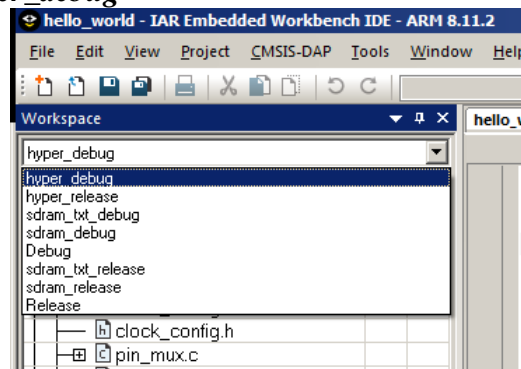 hello_world - IAR Embedded Workbench IDE - ARM 8.11.2
File Edit View Project CMSIS-DAP Tools Window Help
Workspace
hello_w
hyper_debug
hyper_debug
hyper_release
sdram_txt_debug
sdram_debug
Debug
sdram_txt_release
sdram_release
Release
clock_config.h
pin_mux.c